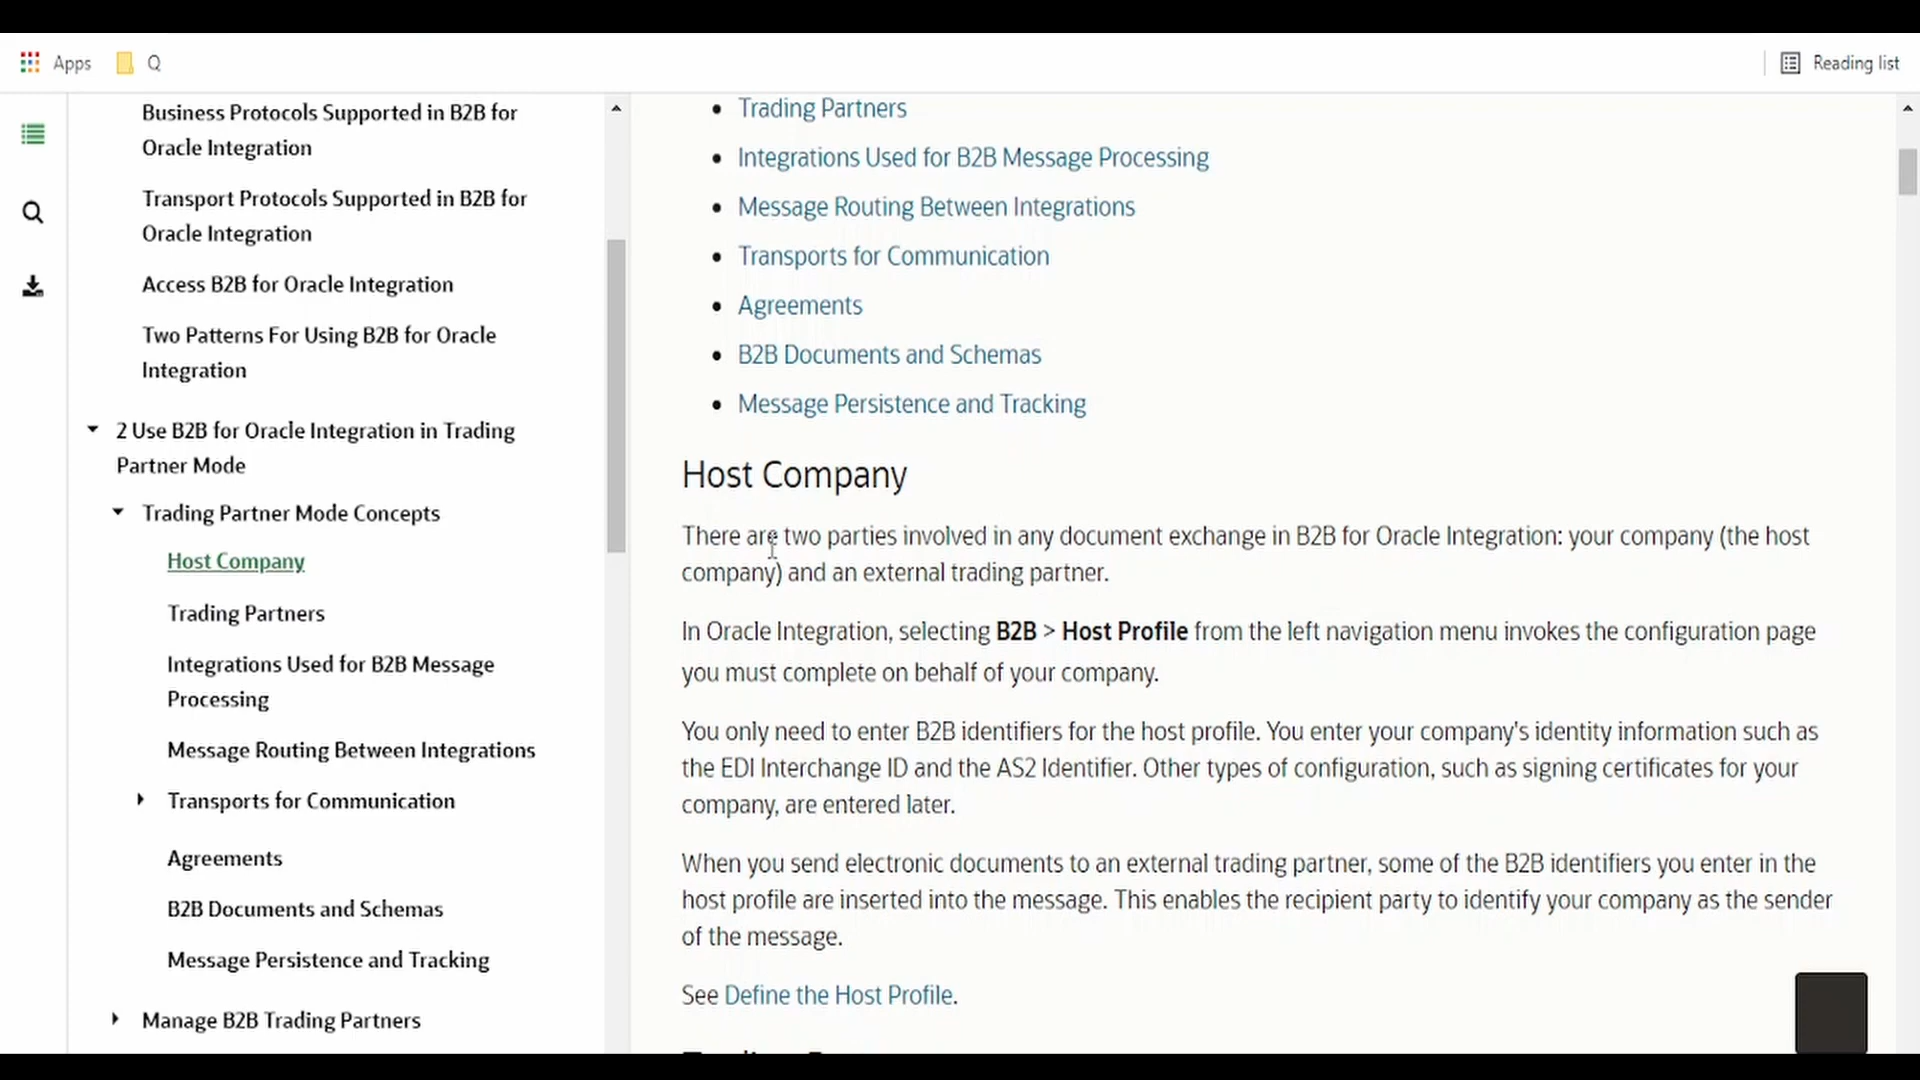 Apps
Q
Reading list
Business Protocols Supported in B2B for
Oracle Integration
Transport Protocols Supported in B2B for
Oracle Integration
Access B2B for Oracle Integration
Two Patterns For Using B2B for Oracle
Integration
2 Use B2B for Oracle Integration in Trading
Partner Mode
Trading Partner Mode Concepts
Host Company
Trading Partners
Integrations Used for B2B Message
Processing
Message Routing Between Integrations
Transports for Communication
Agreements
B2B Documents and Schemas
Message Persistence and Tracking
Manage B2B Trading Partners
Trading Partners
Integrations Used for B2B Message Processing
Message Routing Between Integrations
Transports for Communication
Agreements
B2B Documents and Schemas
Message Persistence and Tracking
Host Company
There are two parties involved in any document exchange in B2B for Oracle Integration: your company (the host
company) and an external trading partner.
In Oracle Integration, selecting B2B > Host Profile from the left navigation menu invokes the configuration page
you must complete on behalf of your company.
You only need to enter B2B identifiers for the host profile. You enter your company's identity information such as
the EDI Interchange ID and the AS2 Identifier. Other types of configuration, such as signing certificates for your
company, are entered later.
When you send electronic documents to an external trading partner, some of the B2B identifiers you enter in the
host profile are inserted into the message. This enables the recipient party to identify your company as the sender
of the message.
See Define the Host Profile.